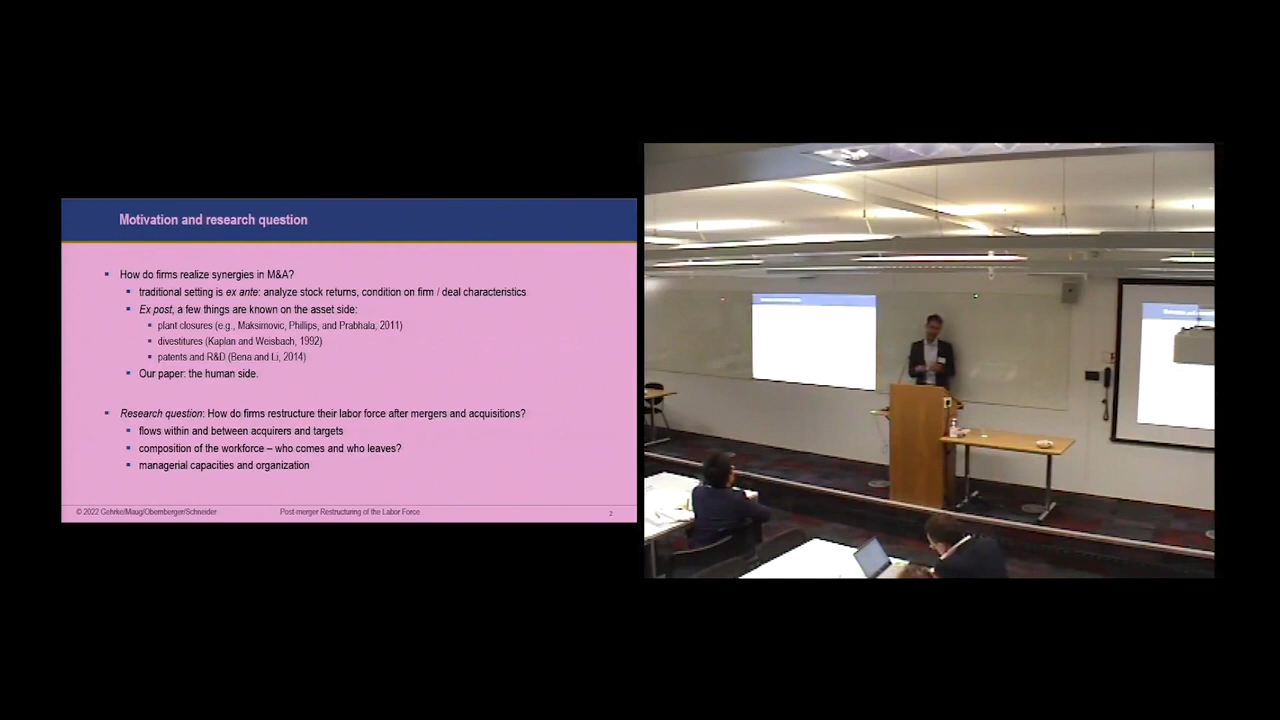 Motivation and research question
How do firms realize synergies in M&A?
traditional setting is ex ante: analyze stock returns, condition on firm / deal characteristics
Ex post, a few things are known on the asset side:
plant closures (e.g., Maksimovic, Phillips, and Prabhala, 2011)
divestitures (Kaplan and Weisbach, 1992)
patents and R&D (Bena and Li, 2014)
Our paper: the human side.
Research question: How do firms restructure their labor force after mergers and acquisitions?
flows within and between acquirers and targets
composition of the workforce – who comes and who leaves?
managerial capacities and organization
© 2022 Gehrke/Maug/Obernberger/Schneider
Post-merger Restructuring of the Labor Force
2